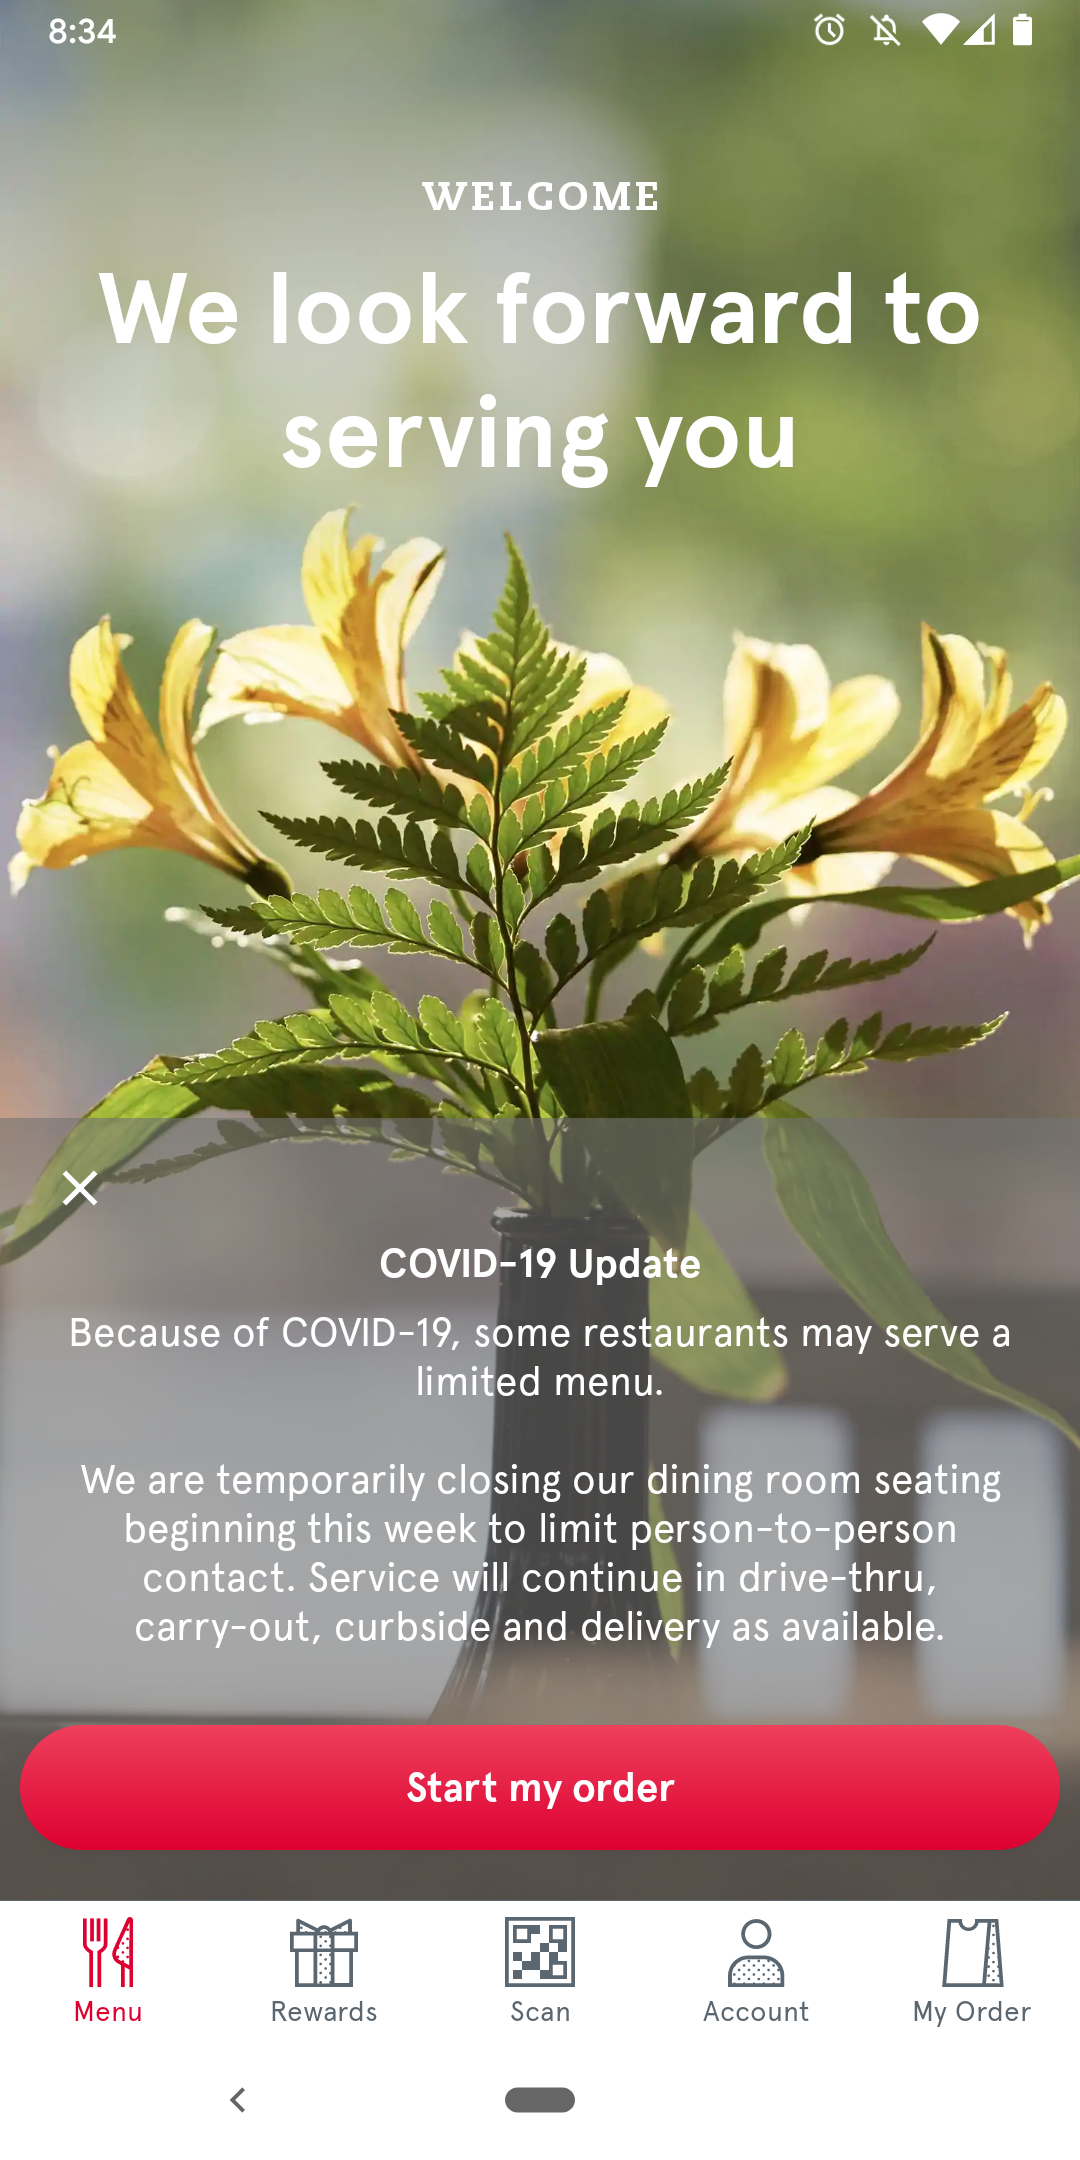 8:34
WELCOME
We look forward to
serving you
COVID-19 Update
Because of COVID-19, some restaurants may serve a
limited menu.
We are temporarily closing our dining room seating
beginning this week to limit person-to-person
contact. Service will continue in drive-thru,
carry-out, curbside and delivery as available.
Start my order
Menu
Rewards
Scan
Account
My Order